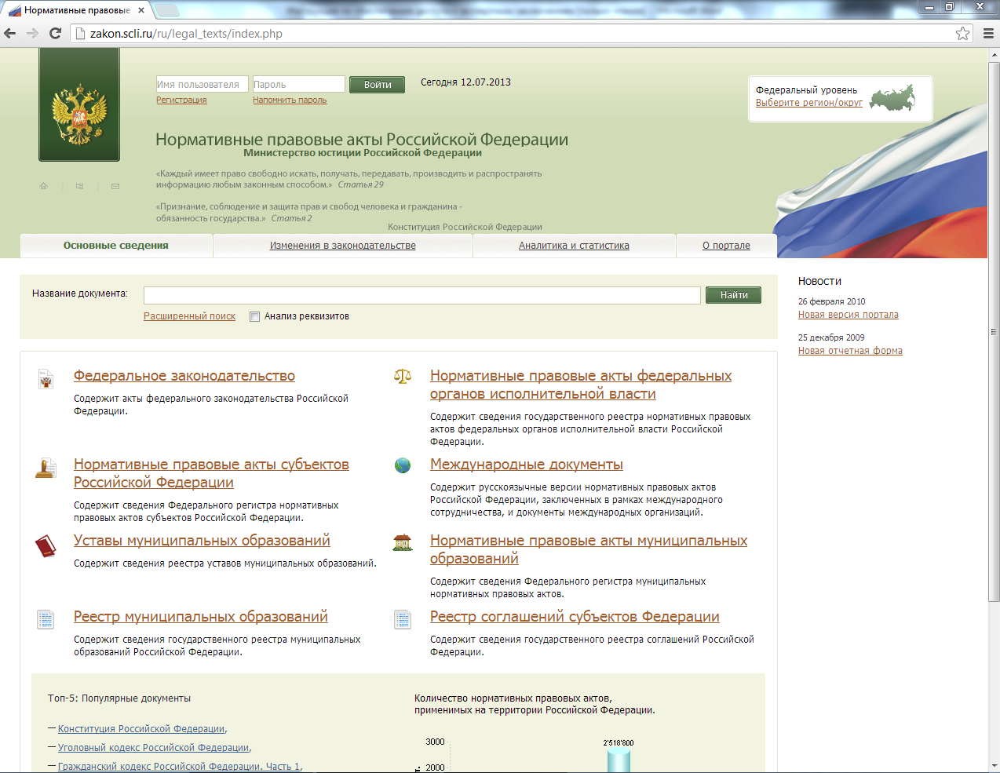 Нормативные правовые
zakon.scli.ru/ru/legal_texts/index.php
Имя пользователя
Пароль
Войти
Сегодня 12.07.2013
Регистрация
Напомнить пароль
Федеральный уровень
Выберите регион/округ
Нормативные правовые акты Российской Федерации
Министерство юстиции Российской Федерации
«Каждый имеет право свободно искать, получать, передавать, производить и распространять
информацию любым законным способом.» Статья 29
«Признание, соблюдение и защита прав и свобод человека и гражданина -
обязанность государства.» Статья 2
Конституция Российской Федерации
Основные сведения
Изменения в законодательстве
Аналитика и статистика
О портале
Название документа:
Найти
Расширенный поиск
Анализ реквизитов
Новости
26 февраля 2010
Новая версия портала
25 декабря 2009
Новая отчетная форма
Федеральное законодательство
Содержит акты федерального законодательства Российской
Федерации.
Нормативные правовые акты федеральных
органов исполнительной власти
Содержит сведения государственного реестра нормативных правовых
актов федеральных органов исполнительной власти Российской
Федерации.
Нормативные правовые акты субъектов
Российской Федерации
Содержит сведения Федерального регистра нормативных
правовых актов субъектов Российской Федерации.
Международные документы
Содержит русскоязычные версии нормативных правовых актов
Российской Федерации, заключенных в рамках международного
сотрудничества, и документы международных организаций.
Уставы муниципальных образований
Содержит сведения реестра уставов муниципальных образований.
Нормативные правовые акты муниципальных
образований
Содержит сведения Федерального регистра муниципальных
нормативных правовых актов.
Реестр муниципальных образований
Содержит сведения государственного реестра муниципальных
образований Российской Федерации.
Реестр соглашений субъектов Федерации
Содержит сведения государственного реестра соглашений Российской
Федерации.
Топ-5: Популярные документы
— Конституция Российской Федерации,
— Уголовный кодекс Российской Федерации,
— Гражданский кодекс Российской Федерации. Часть 1,
Количество нормативных правовых актов,
применимых на территории Российской Федерации.
3000
2'518'800
2000